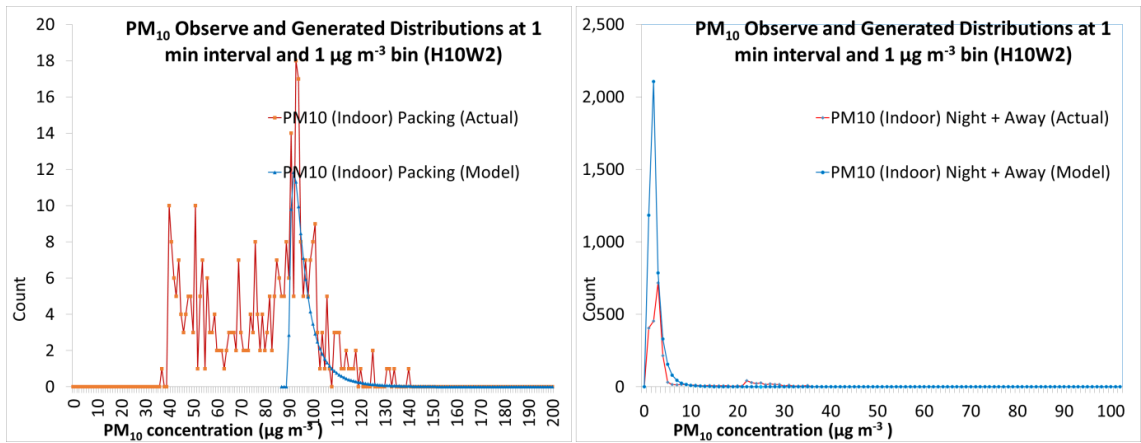 PM10 Observe and Generated Distributions at 1
min interval and 1 µg m-3 bin (H10W2)
20
18
16
14
12
10
8
6
4
2
0
Count
PM10 (Indoor) Packing (Actual)
PM10 (Indoor) Packing (Model)
0 10 20 30 40 50 60 70 80 90 100 110 120 130 140 150 160 170 180 190 200
PM10 concentration (µg m-3 )
PM10 Observe and Generated Distributions at 1
min interval and 1 µg m-3 bin (H10W2)
2,500
2,000
1,500
1,000
500
0
Count
PM10 (Indoor) Night + Away (Actual)
PM10 (Indoor) Night + Away (Model)
0 10 20 30 40 50 60 70 80 90 100
PM10 concentration (µg m-3)